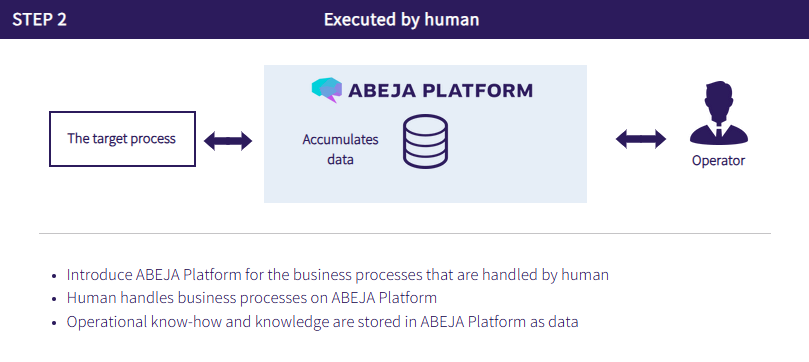 STEP 2
Executed by human
ABEJA PLATFORM
The target process
Accumulates
data
Operator
• Introduce ABEJA Platform for the business processes that are handled by human
• Human handles business processes on ABEJA Platform
• Operational know-how and knowledge are stored in ABEJA Platform as data